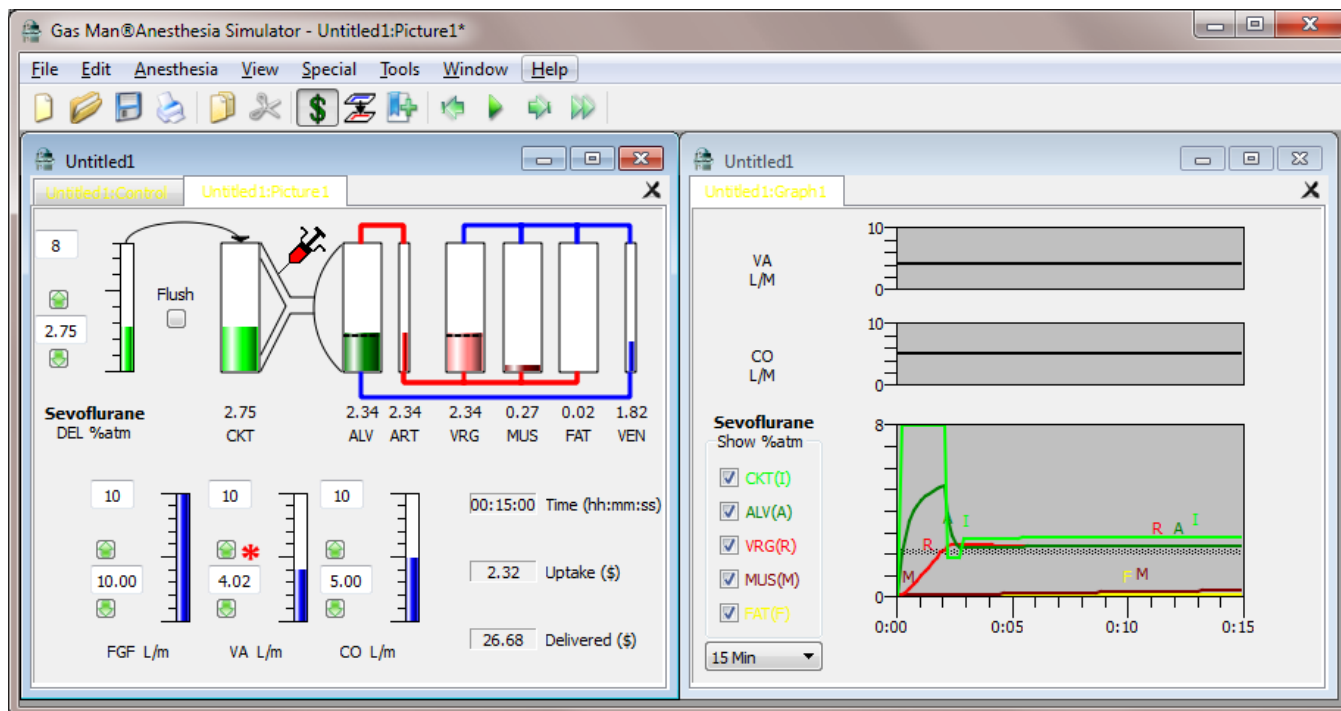 Gas Man®Anesthesia Simulator - Untitled1:Picture1*
File Edit Anesthesia View Special Tools Window Help
$
Untitled1
Untitled1:Control Untitled1:Picture1
8
Flush
2.75
Sevoflurane 2.75 2.34 2.34 2.34 0.27 0.02 1.82
DEL %atm CKT ALV ART VRG MUS FAT VEN
10 10 10
00:15:00 Time (hh:mm:ss)
*
10.00 4.02 5.00
2.32 Uptake ($)
26.68 Delivered ($)
FGF L/m VA L/m CO L/m
Untitled1
Untitled1:Graph1
10
VA
L/M
0
10
CO
L/M
0
Sevoflurane
Show %atm
CKT(I)
ALV(A)
VRG(R)
MUS(M)
FAT(F)
15 Min
8
A I R A I
R
4
M F M
0
0:00 0:05 0:10 0:15